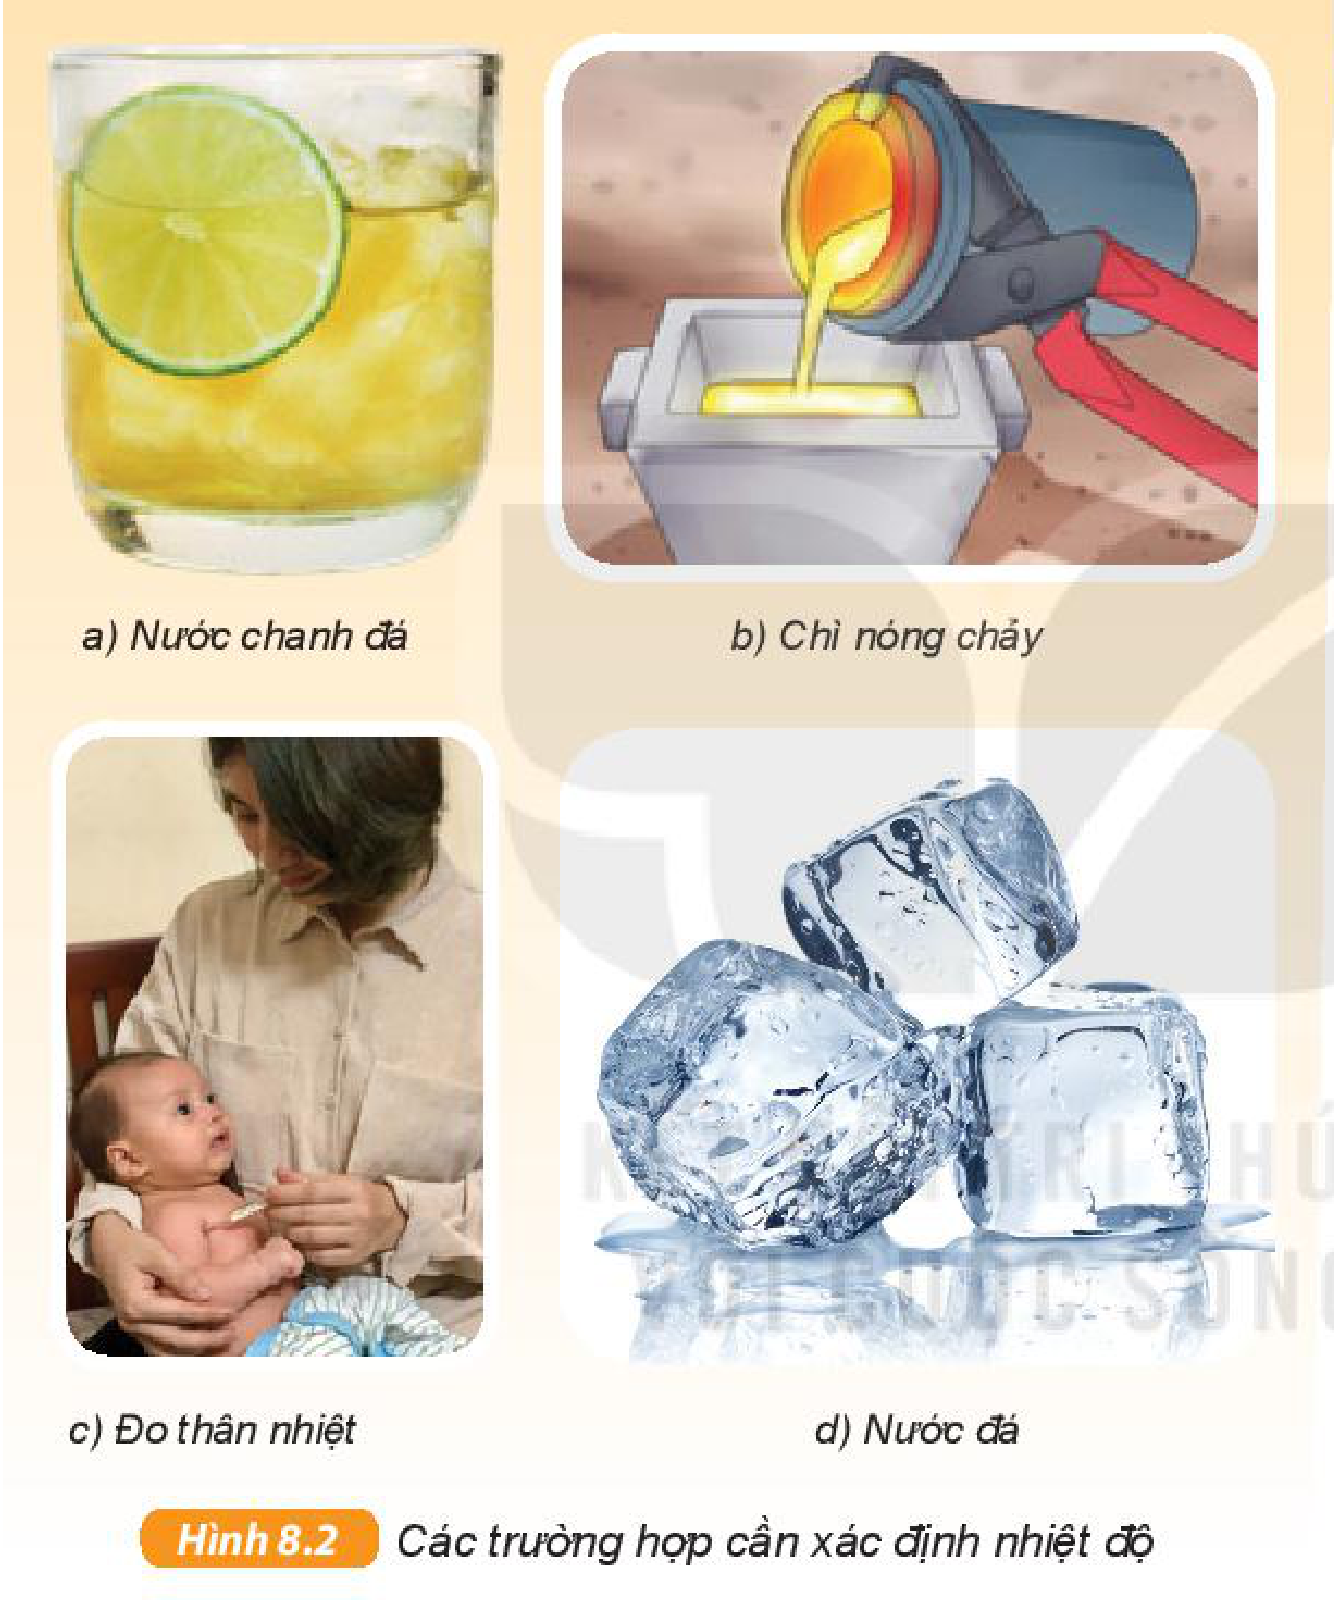 a) Nước chanh đá
b) Chì nóng chảy
c) Đo thân nhiệt
d) Nước đá
Hình 8.2 Các trường hợp cần xác định nhiệt độ